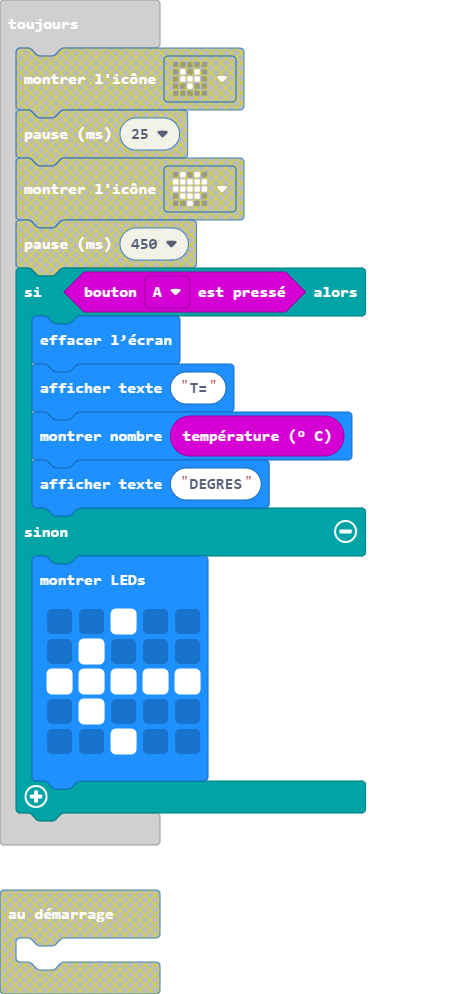 toujours
montrer l'icône
pause (ms) 25
montrer l'icône
pause (ms) 450
si bouton A est pressé alors
effacer l’écran
afficher texte "T="
montrer nombre température (º C)
afficher texte "DEGRES"
sinon
montrer LEDs
au démarrage